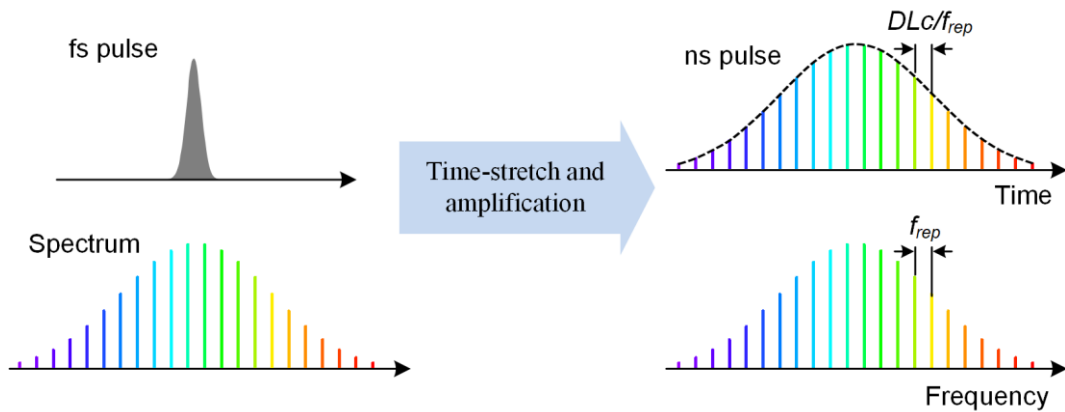 fs pulse
DLc/frep
ns pulse
Time-stretch and
amplification
Time
Spectrum
frep
Frequency